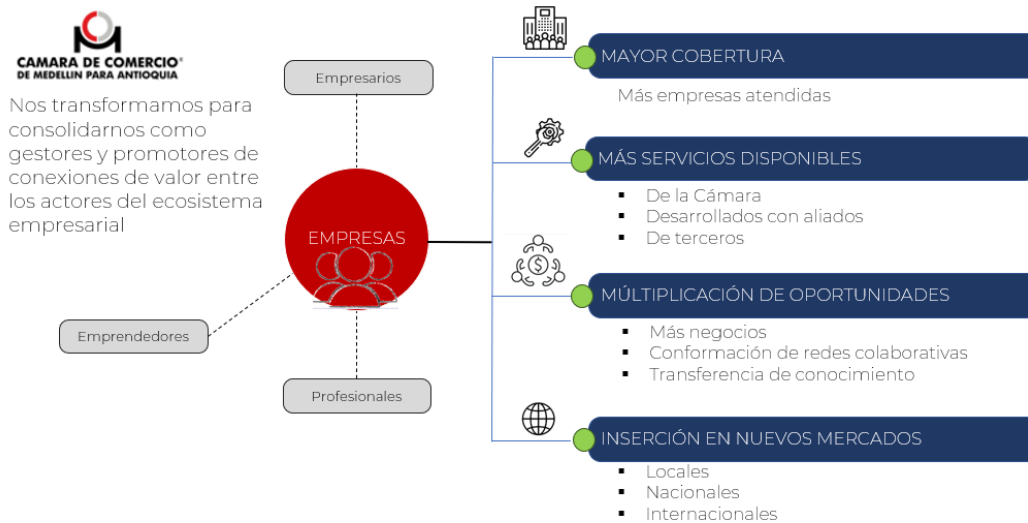 CAMARA DE COMERCIO®
DE MEDELLIN PARA ANTIOQUIA
Nos transformamos para
consolidarnos como
gestores y promotores de
conexiones de valor entre
los actores del ecosistema
empresarial
Empresarios
EMPRESAS
Emprendedores
Profesionales
MAYOR COBERTURA
Más empresas atendidas
MÁS SERVICIOS DISPONIBLES
▪ De la Cámara
▪ Desarrollados con aliados
▪ De terceros
$
MÚLTIPLICACIÓN DE OPORTUNIDADES
▪ Más negocios
▪ Conformación de redes colaborativas
▪ Transferencia de conocimiento
INSERCIÓN EN NUEVOS MERCADOS
▪ Locales
▪ Nacionales
▪ Internacionales